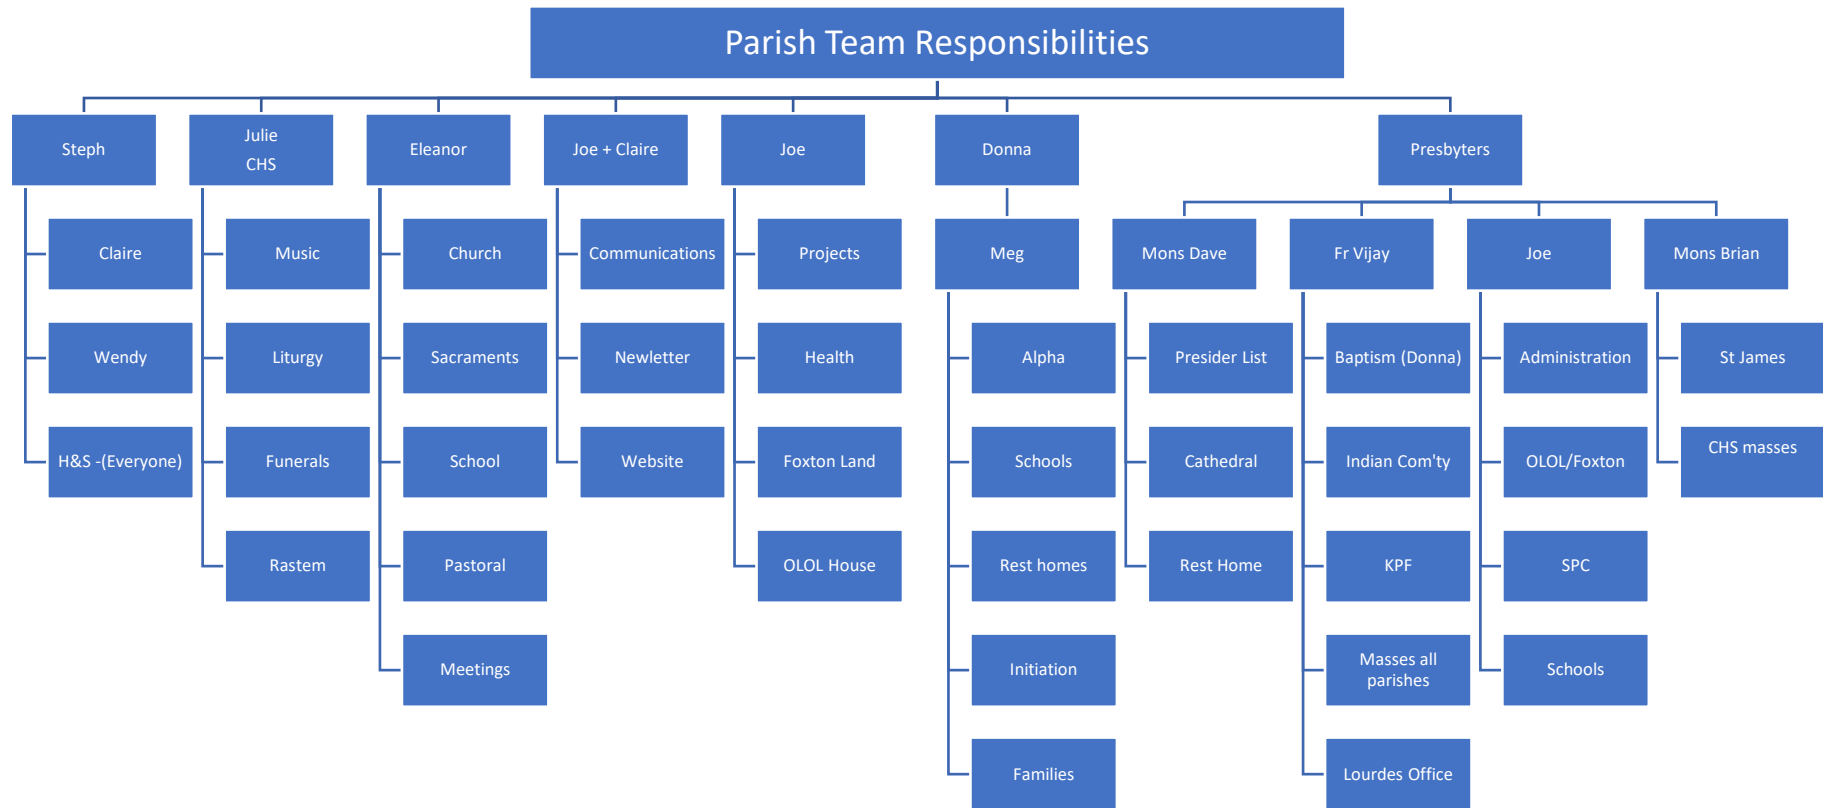 Parish Team Responsibilities
Steph
Julie
CHS
Eleanor
Joe + Claire
Joe
Donna
Presbyters
Claire
Music
Church
Communications
Projects
Meg
Mons Dave
Fr Vijay
Joe
Mons Brian
Wendy
Liturgy
Sacraments
Newletter
Health
Alpha
Presider List
Baptism (Donna)
Administration
St James
H&S -(Everyone)
Funerals
School
Website
Foxton Land
Schools
Cathedral
Indian Com'ty
OLOL/Foxton
CHS masses
Rastem
Pastoral
OLOL House
Rest homes
Rest Home
KPF
SPC
Meetings
Initiation
Masses all
parishes
Schools
Families
Lourdes Office